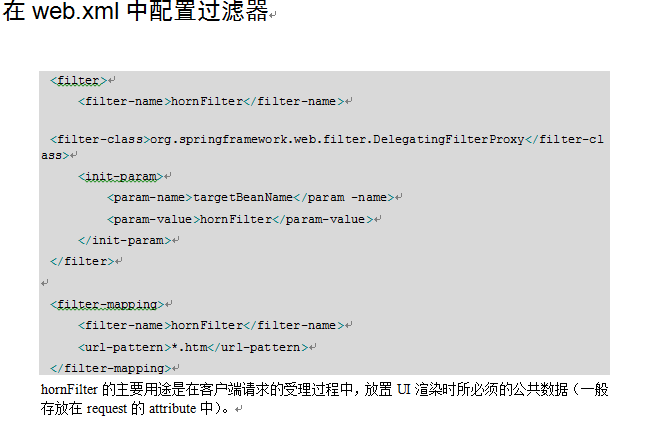 在 web.xml 中配置过滤器
<filter>
<filter-name>hornFilter</filter-name>
<filter-class>org.springframework.web.filter.DelegatingFilterProxy</filter-cl
ass>
<init-param>
<param-name>targetBeanName</param -name>
<param-value>hornFilter</param-value>
</init-param>
</filter>
<filter-mapping>
<filter-name>hornFilter</filter-name>
<url-pattern>*.htm</url-pattern>
</filter-mapping>
hornFilter 的主要用途是在客户端请求的受理过程中，放置 UI 渲染时所必须的公共数据（一般
存放在 request 的 attribute 中）。